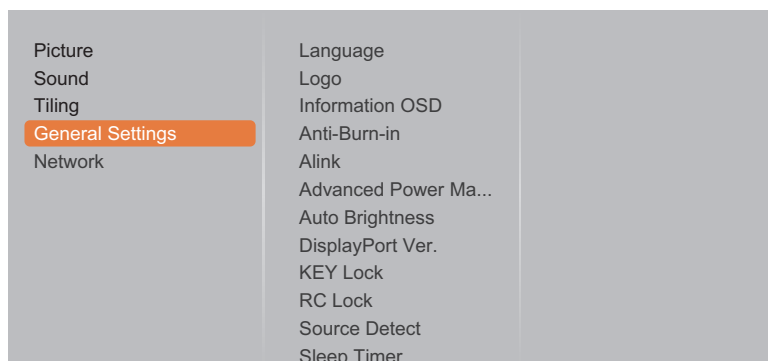 Picture
Sound
Tiling
General Settings
Network
Language
Logo
Information OSD
Anti-Burn-in
Alink
Advanced Power Ma...
Auto Brightness
DisplayPort Ver.
KEY Lock
RC Lock
Source Detect
Sleep Timer